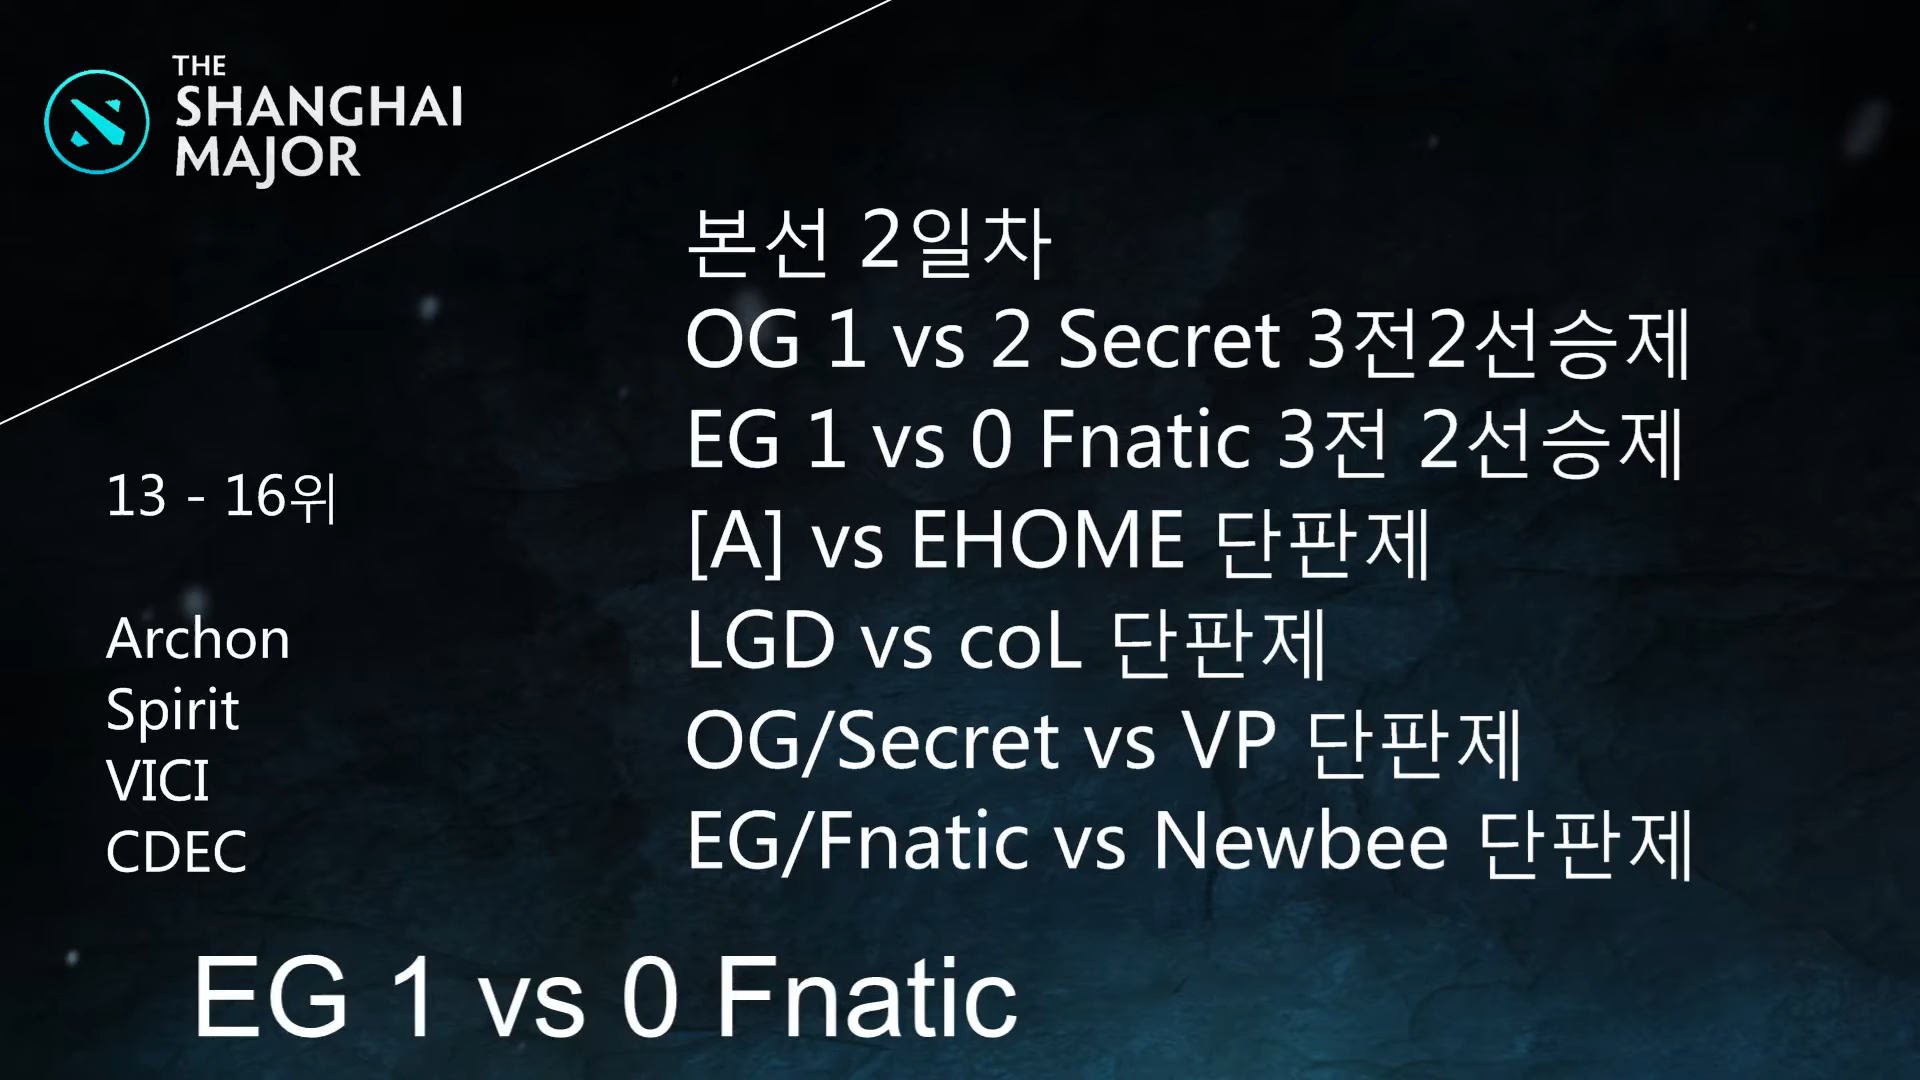 THE
SHANGHAI
MAJOR
본선 2일차
OG 1 vs 2 Secret 3전2선승제
EG 1 vs 0 Fnatic 3전 2선승제
[A] vs EHOME 단판제
LGD vs coL 단판제
OG/Secret vs VP 단판제
EG/Fnatic vs Newbee 단판제
13 - 16위
Archon
Spirit
VICI
CDEC
EG 1 vs 0 Fnatic